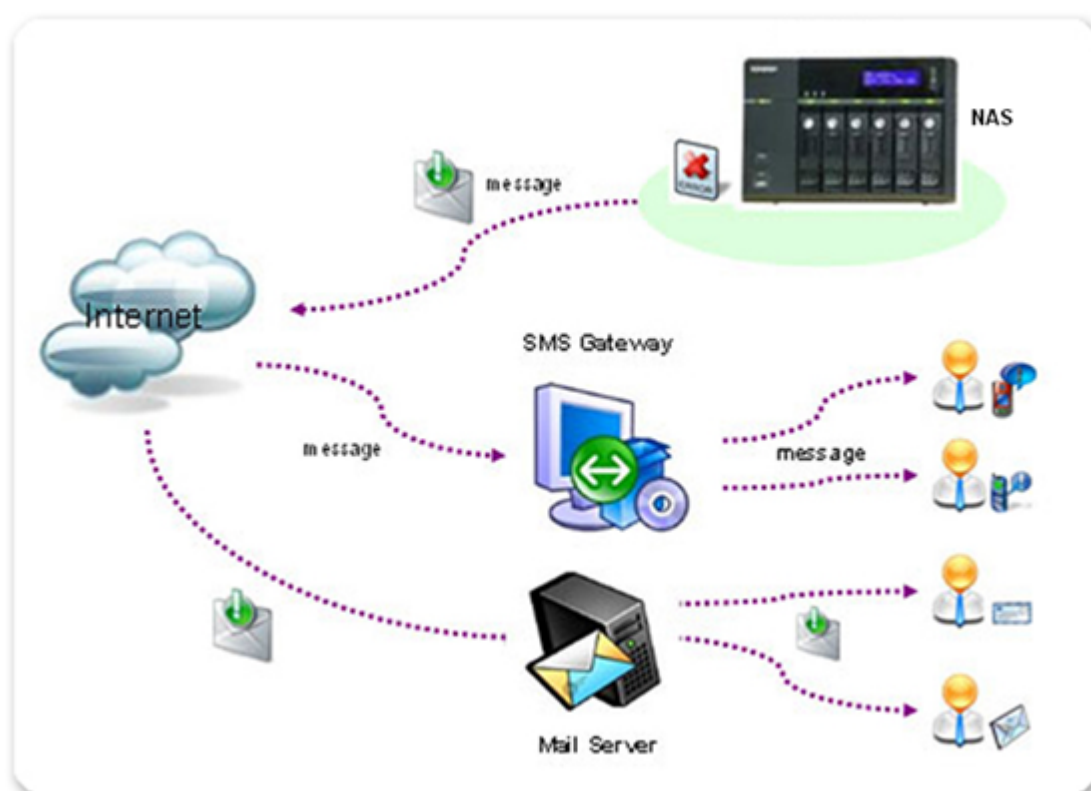 NAS
message
Internet
SMS Gateway
message
message
Mail Server